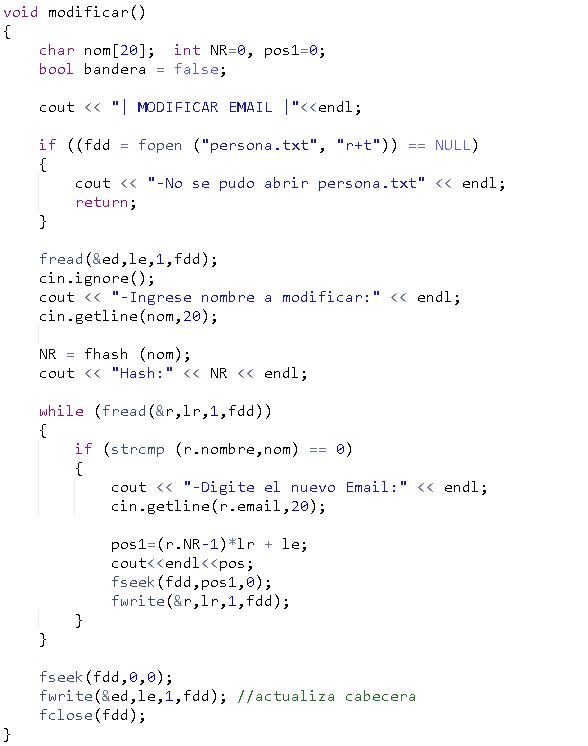 void modificar()
{
    char nom[20];  int NR=0, pos1=0;
    bool bandera = false;

    cout << "| MODIFICAR EMAIL |"<<endl;

    if ((fdd = fopen ("persona.txt", "r+t")) == NULL)
    {
        cout << "-No se pudo abrir persona.txt" << endl;
        return;
    }

    fread(&ed,le,1,fdd);
    cin.ignore();
    cout << "-Ingrese nombre a modificar:" << endl;
    cin.getline(nom,20);

    NR = fhash (nom);
    cout << "Hash:" << NR << endl;

    while (fread(&r,lr,1,fdd))
    {
        if (strcmp (r.nombre,nom) == 0)
        {
            cout << "-Digite el nuevo Email:" << endl;
            cin.getline(r.email,20);

            pos1=(r.NR-1)*lr + le;
            cout<<endl<<pos;
            fseek(fdd,pos1,0);
            fwrite(&r,lr,1,fdd);
        }
    }

    fseek(fdd,0,0);
    fwrite(&ed,le,1,fdd); //actualiza cabecera
    fclose(fdd);
}